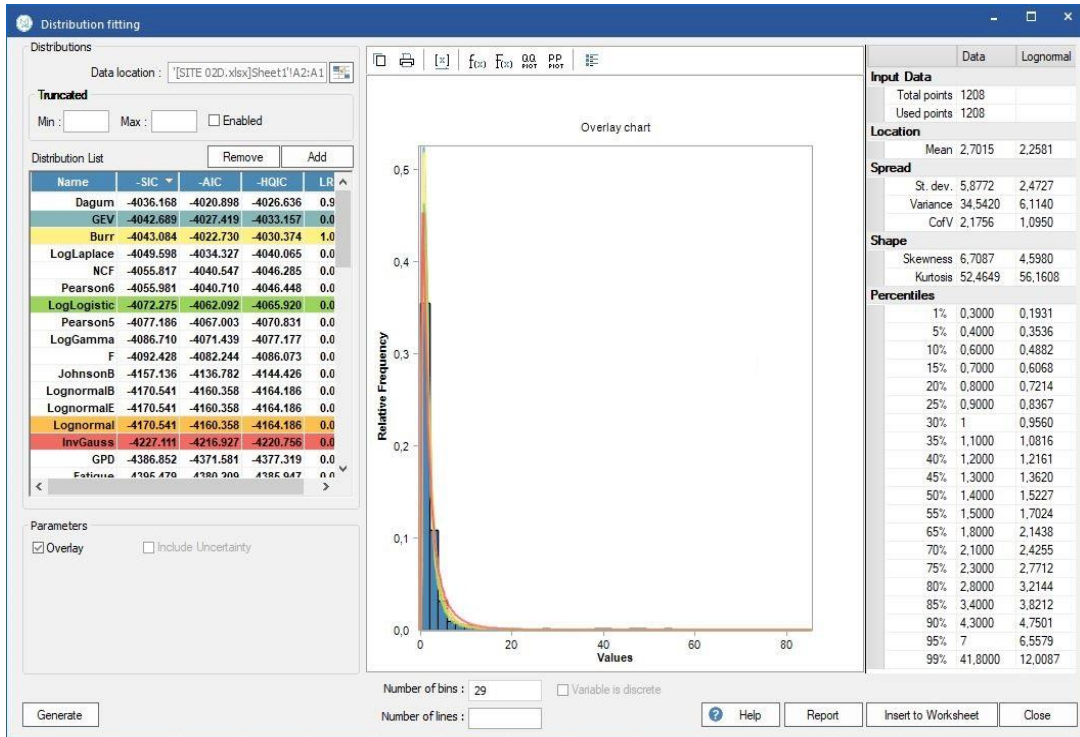 Distribution fitting
Distributions
Data location : '[SITE 02D.xlsx]Sheet1'!A2:A1
Truncated
Min : Max : Enabled
Distribution List Remove Add
Name -SIC -AIC -HQIC LR
Dagum -4036.168 -4020.898 -4026.636 0.9
GEV -4042.689 -4027.419 -4033.157 0.0
Burr -4043.084 -4022.730 -4030.374 1.0
LogLaplace -4049.598 -4034.327 -4040.065 0.0
NCF -4055.817 -4040.547 -4046.285 0.0
Pearson6 -4055.981 -4040.710 -4046.448 0.0
LogLogistic -4072.275 -4062.092 -4065.920 0.0
Pearson5 -4077.186 -4067.003 -4070.831 0.0
LogGamma -4086.710 -4071.439 -4077.177 0.0
F -4092.428 -4082.244 -4086.073 0.0
JohnsonB -4157.136 -4136.782 -4144.426 0.0
LognormalB -4170.541 -4160.358 -4164.186 0.0
LognormalE -4170.541 -4160.358 -4164.186 0.0
Lognormal -4170.541 -4160.358 -4164.186 0.0
InvGauss -4227.111 -4216.927 -4220.756 0.0
GPD -4386.852 -4371.581 -4377.319 0.0
Fatigue -4395.479 -4380.209 -4385.947 0.0
Parameters
Overlay Include Uncertainty
Generate
[x] f(x) F(x) QQ PLOT PP PLOT
Overlay chart
Relative Frequency
0,5
0,4
0,3
0,2
0,1
0,0
0 20 40 60 80
Values
Number of bins : 29 Variable is discrete
Number of lines :
Help Report Insert to Worksheet Close
Data Lognormal
Input Data
Total points 1208
Used points 1208
Location
Mean 2,7015 2,2581
Spread
St. dev. 5,8772 2,4727
Variance 34,5420 6,1140
CofV 2,1756 1,0950
Shape
Skewness 6,7087 4,5980
Kurtosis 52,4649 56,1608
Percentiles
1% 0,3000 0,1931
5% 0,4000 0,3536
10% 0,6000 0,4882
15% 0,7000 0,6068
20% 0,8000 0,7214
25% 0,9000 0,8367
30% 1 0,9560
35% 1,1000 1,0816
40% 1,2000 1,2161
45% 1,3000 1,3620
50% 1,4000 1,5227
55% 1,5000 1,7024
65% 1,8000 2,1438
70% 2,1000 2,4255
75% 2,3000 2,7712
80% 2,8000 3,2144
85% 3,4000 3,8212
90% 4,3000 4,7501
95% 7 6,5579
99% 41,8000 12,0087